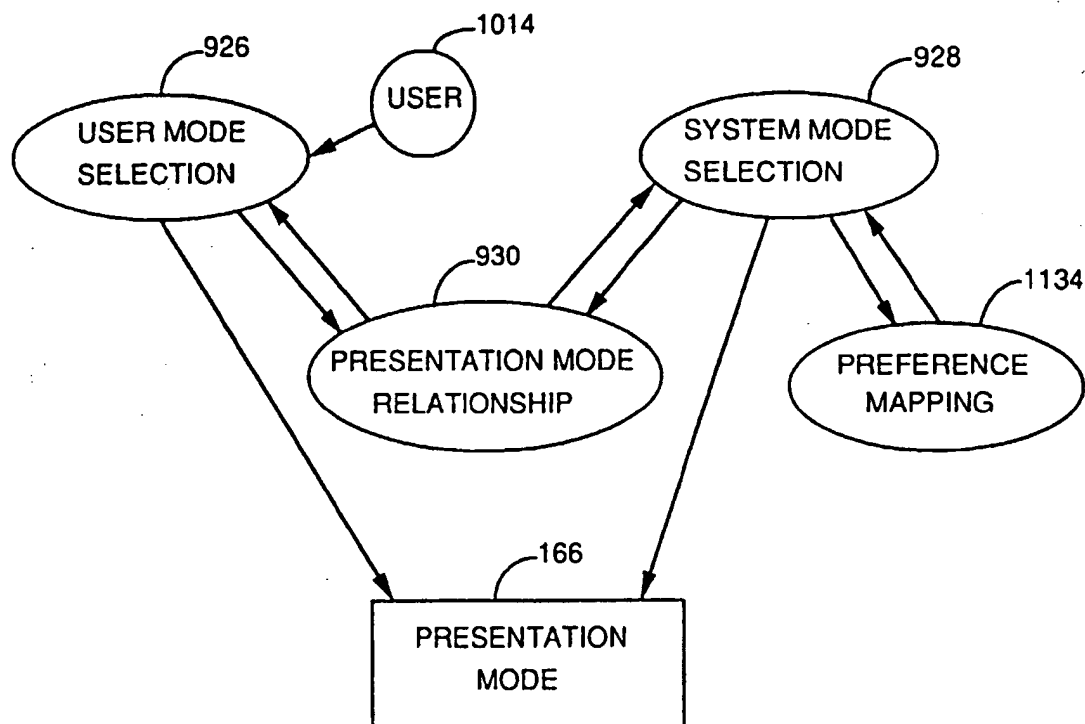 1014
926
USER
928
USER MODE
SELECTION
SYSTEM MODE
SELECTION
930
1134
PRESENTATION MODE
RELATIONSHIP
PREFERENCE
MAPPING
166
PRESENTATION
MODE